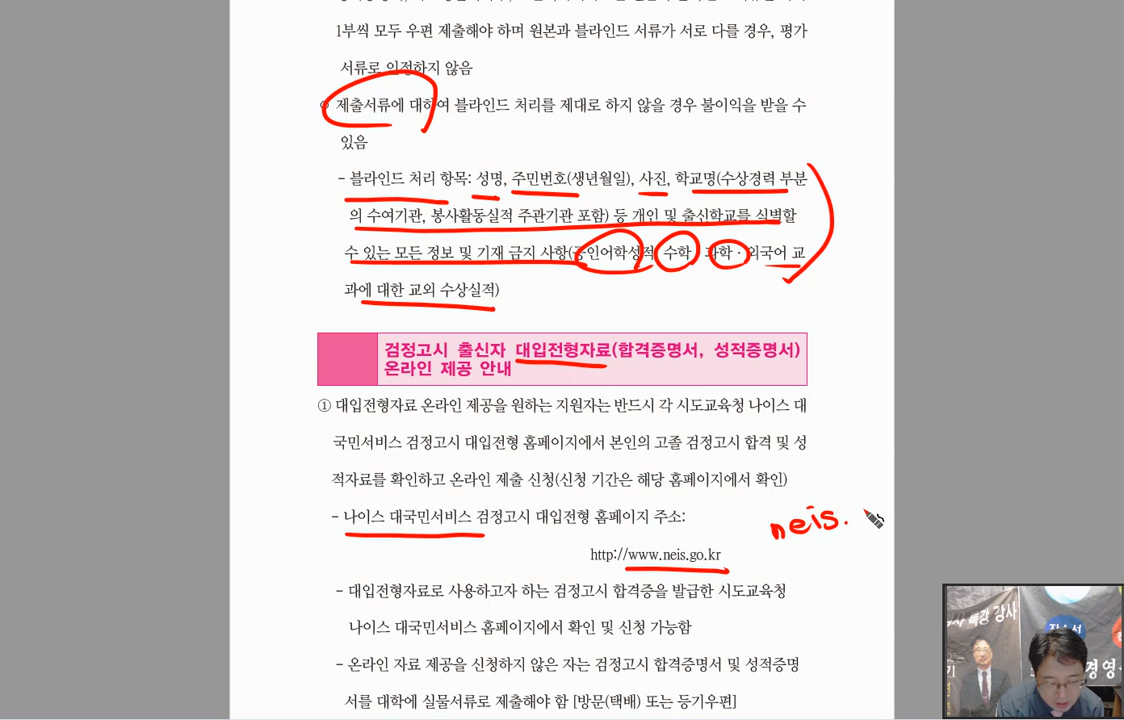 1부씩 모두 우편 제출해야 하며 원본과 블라인드 서류가 서로 다를 경우, 평가
서류로 인정하지 않음
○ 제출서류에 대하여 블라인드 처리를 제대로 하지 않을 경우 불이익을 받을 수
있음
- 블라인드 처리 항목: 성명, 주민번호(생년월일), 사진, 학교명(수상경력 부분
의 수여기관, 봉사활동실적 주관기관 포함) 등 개인 및 출신학교를 식별할
수 있는 모든 정보 및 기재 금지 사항(공인어학성적, 수학 · 과학 · 외국어 교
과에 대한 교외 수상실적)
검정고시 출신자 대입전형자료(합격증명서, 성적증명서)
온라인 제공 안내
① 대입전형자료 온라인 제공을 원하는 지원자는 반드시 각 시도교육청 나이스 대
국민서비스 검정고시 대입전형 홈페이지에서 본인의 고졸 검정고시 합격 및 성
적자료를 확인하고 온라인 제출 신청(신청 기간은 해당 홈페이지에서 확인)
- 나이스 대국민서비스 검정고시 대입전형 홈페이지 주소:
neis.
http://www.neis.go.kr
- 대입전형자료로 사용하고자 하는 검정고시 합격증을 발급한 시도교육청
나이스 대국민서비스 홈페이지에서 확인 및 신청 가능함
- 온라인 자료 제공을 신청하지 않은 자는 검정고시 합격증명서 및 성적증명
서를 대학에 실물서류로 제출해야 함 [방문(택배) 또는 등기우편]
특강 강사
경영